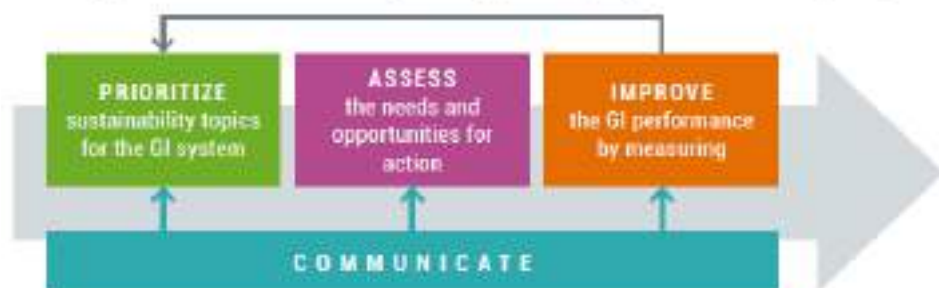 PRIORITIZE
sustainability topics
for the GI system
ASSESS
the needs and
opportunities for
action
IMPROVE
the GI performance
by measuring
COMMUNICATE